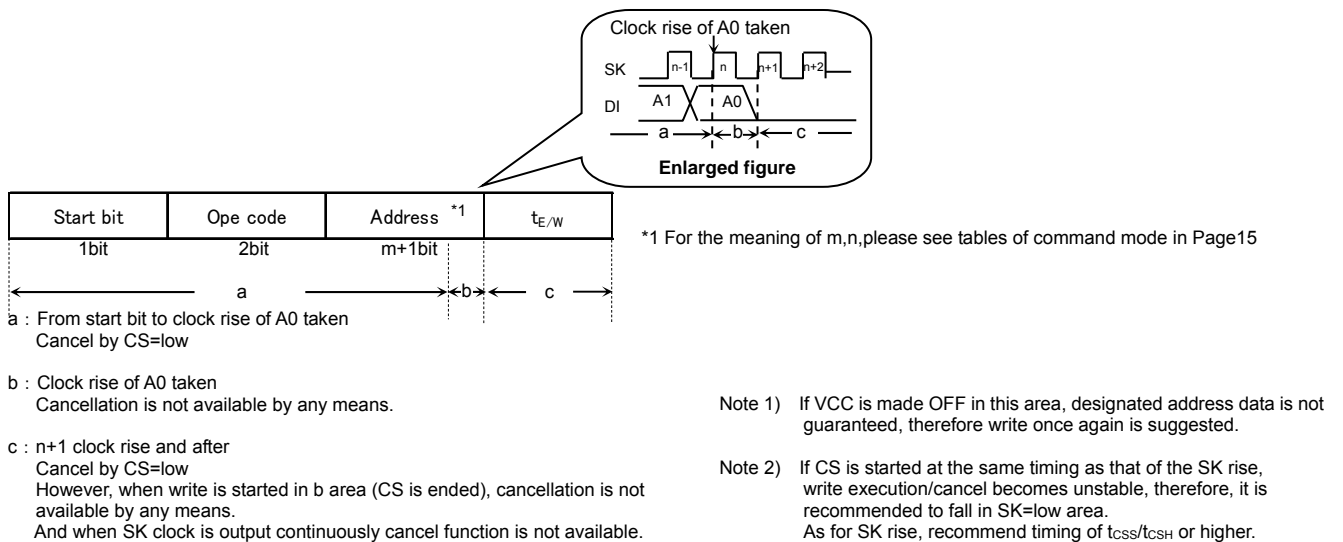 Clock rise of A0 taken
SK
n-1
n
n+1
n+2
DI
A1
A0
a
b
c
Enlarged figure
Start bit
Ope code
Address *1
tE/W
1bit
2bit
m+1bit
*1 For the meaning of m,n,please see tables of command mode in Page15
a
b
c
a : From start bit to clock rise of A0 taken
Cancel by CS=low
b : Clock rise of A0 taken
Cancellation is not available by any means.
c : n+1 clock rise and after
Cancel by CS=low
However, when write is started in b area (CS is ended), cancellation is not
available by any means.
And when SK clock is output continuously cancel function is not available.
Note 1) If VCC is made OFF in this area, designated address data is not
guaranteed, therefore write once again is suggested.
Note 2) If CS is started at the same timing as that of the SK rise,
write execution/cancel becomes unstable, therefore, it is
recommended to fall in SK=low area.
As for SK rise, recommend timing of tCSS/tCSH or higher.